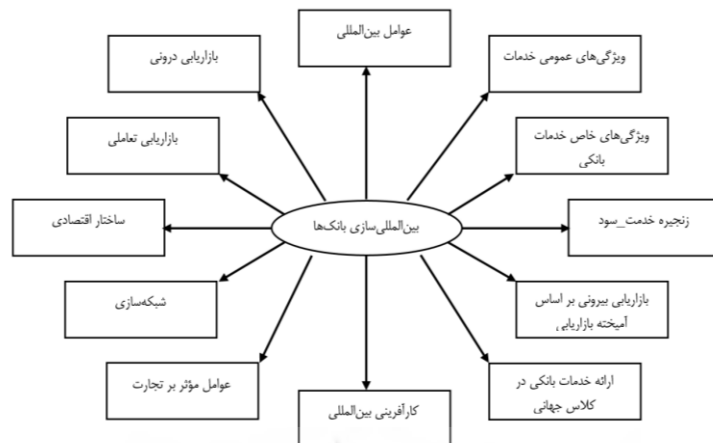 عوامل بین‌المللی
ویژگی‌های عمومی خدمات
بازاریابی درونی
ویژگی‌های خاص خدمات
بانکی
بازاریابی تعاملی
زنجیره خدمت_سود
بین‌المللی‌سازی بانک‌ها
ساختار اقتصادی
بازاریابی بیرونی بر اساس
آمیخته بازاریابی
شبکه‌سازی
ارائه خدمات بانکی در
کلاس جهانی
عوامل مؤثر بر تجارت
کارآفرینی بین‌المللی